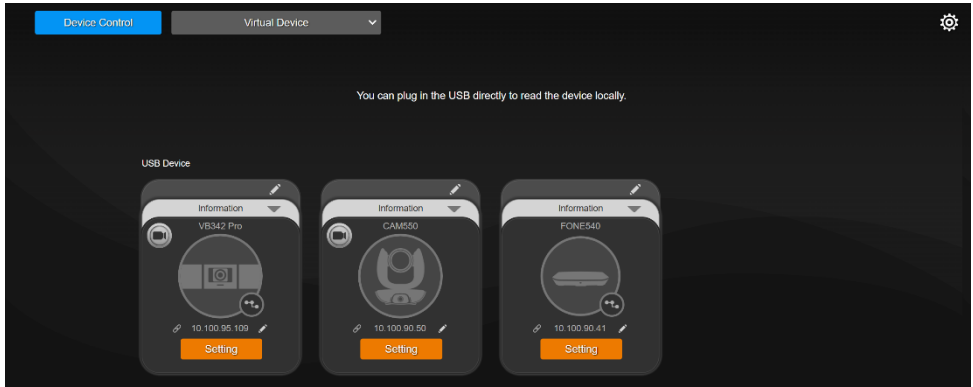 Device Control
Virtual Device
You can plug in the USB directly to read the device locally.
USB Device
Information
VB342 Pro
10.100.95.109
Setting
Information
CAM550
10.100.90.50
Setting
Information
FONE540
10.100.90.41
Setting